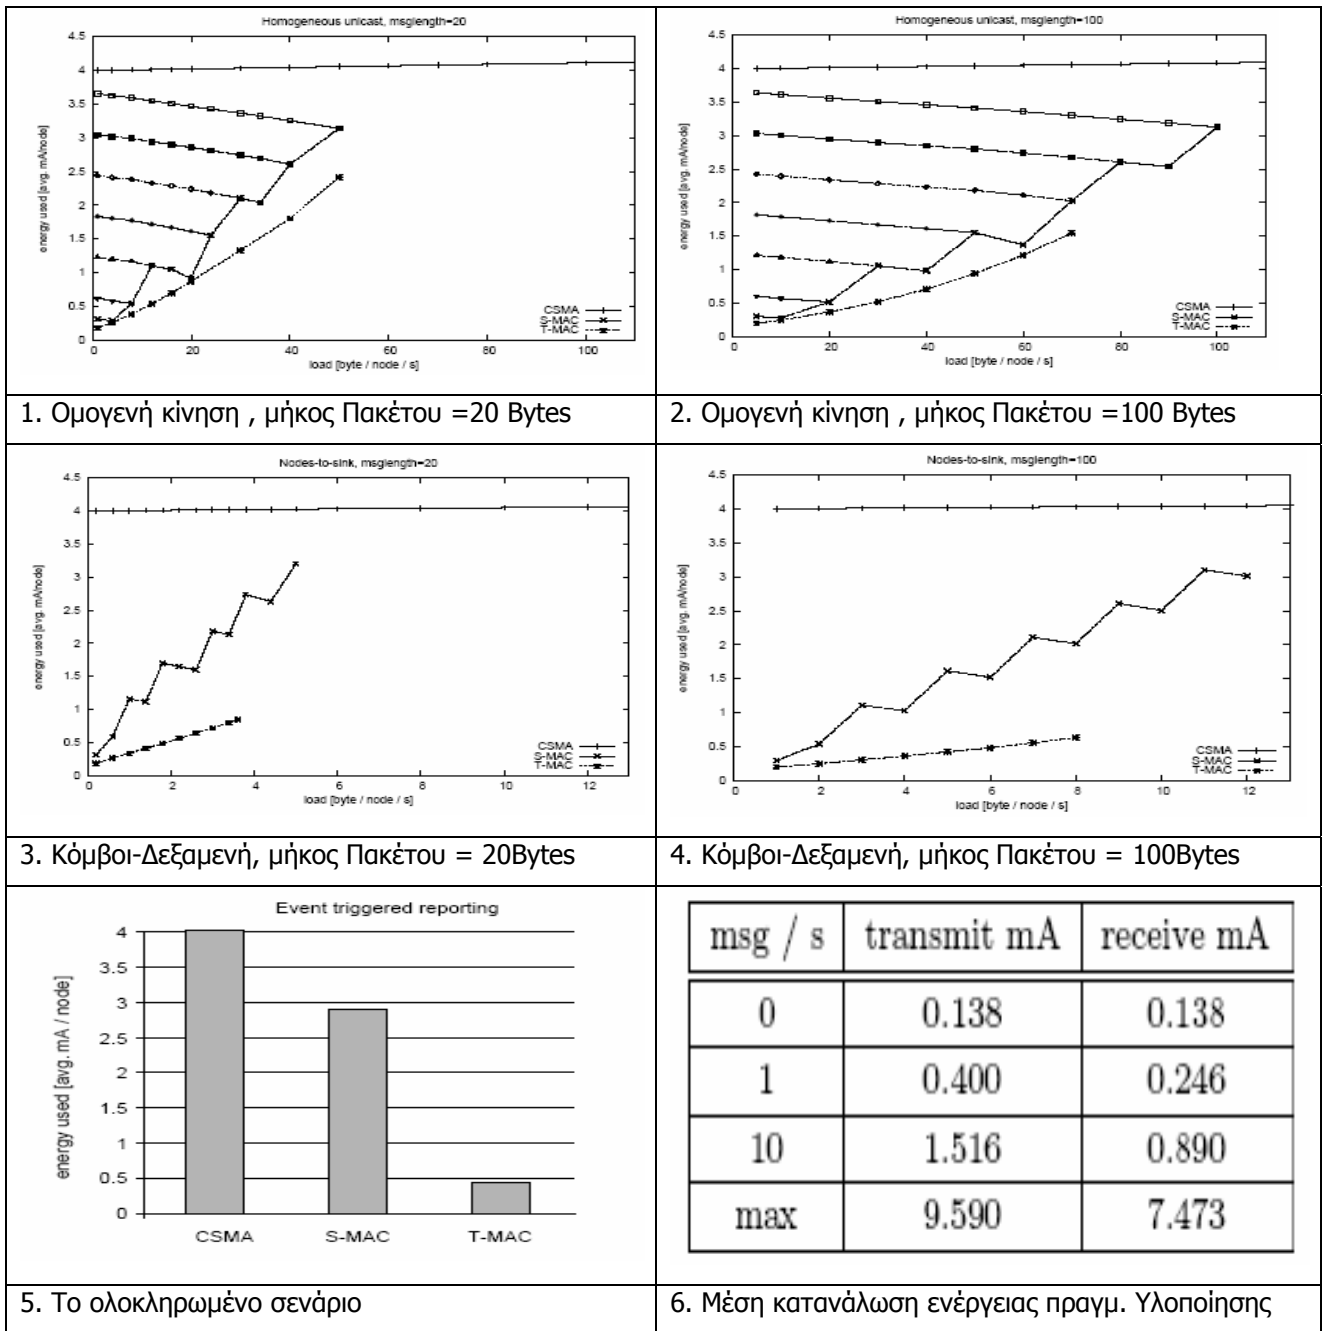 Homogeneous unicast, msglength=20
4.5
4
3.5
3
2.5
2
1.5
1
0.5
0
energy used [avg. mA/node]
0 20 40 60 80 100
load [byte / node / s]
CSMA
S-MAC
T-MAC
Homogeneous unicast, msglength=100
4.5
4
3.5
3
2.5
2
1.5
1
0.5
0
energy used [avg. mA/node]
0 20 40 60 80 100
load [byte / node / s]
CSMA
S-MAC
T-MAC
1. Ομογενή κίνηση , μήκος Πακέτου =20 Bytes
2. Ομογενή κίνηση , μήκος Πακέτου =100 Bytes
Nodes-to-sink, msglength=20
4.5
4
3.5
3
2.5
2
1.5
1
0.5
0
energy used [avg. mA/node]
0 2 4 6 8 10 12
load [byte / node / s]
CSMA
S-MAC
T-MAC
Nodes-to-sink, msglength=100
4.5
4
3.5
3
2.5
2
1.5
1
0.5
0
energy used [avg. mA/node]
0 2 4 6 8 10 12
load [byte / node / s]
CSMA
S-MAC
T-MAC
3. Κόμβοι-Δεξαμενή, μήκος Πακέτου = 20Bytes
4. Κόμβοι-Δεξαμενή, μήκος Πακέτου = 100Bytes
Event triggered reporting
4
3.5
3
2.5
2
1.5
1
0.5
0
energy used [avg. mA / node]
CSMA S-MAC T-MAC
msg / s transmit mA receive mA
0 0.138 0.138
1 0.400 0.246
10 1.516 0.890
max 9.590 7.473
5. Το ολοκληρωμένο σενάριο
6. Μέση κατανάλωση ενέργειας πραγμ. Υλοποίησης